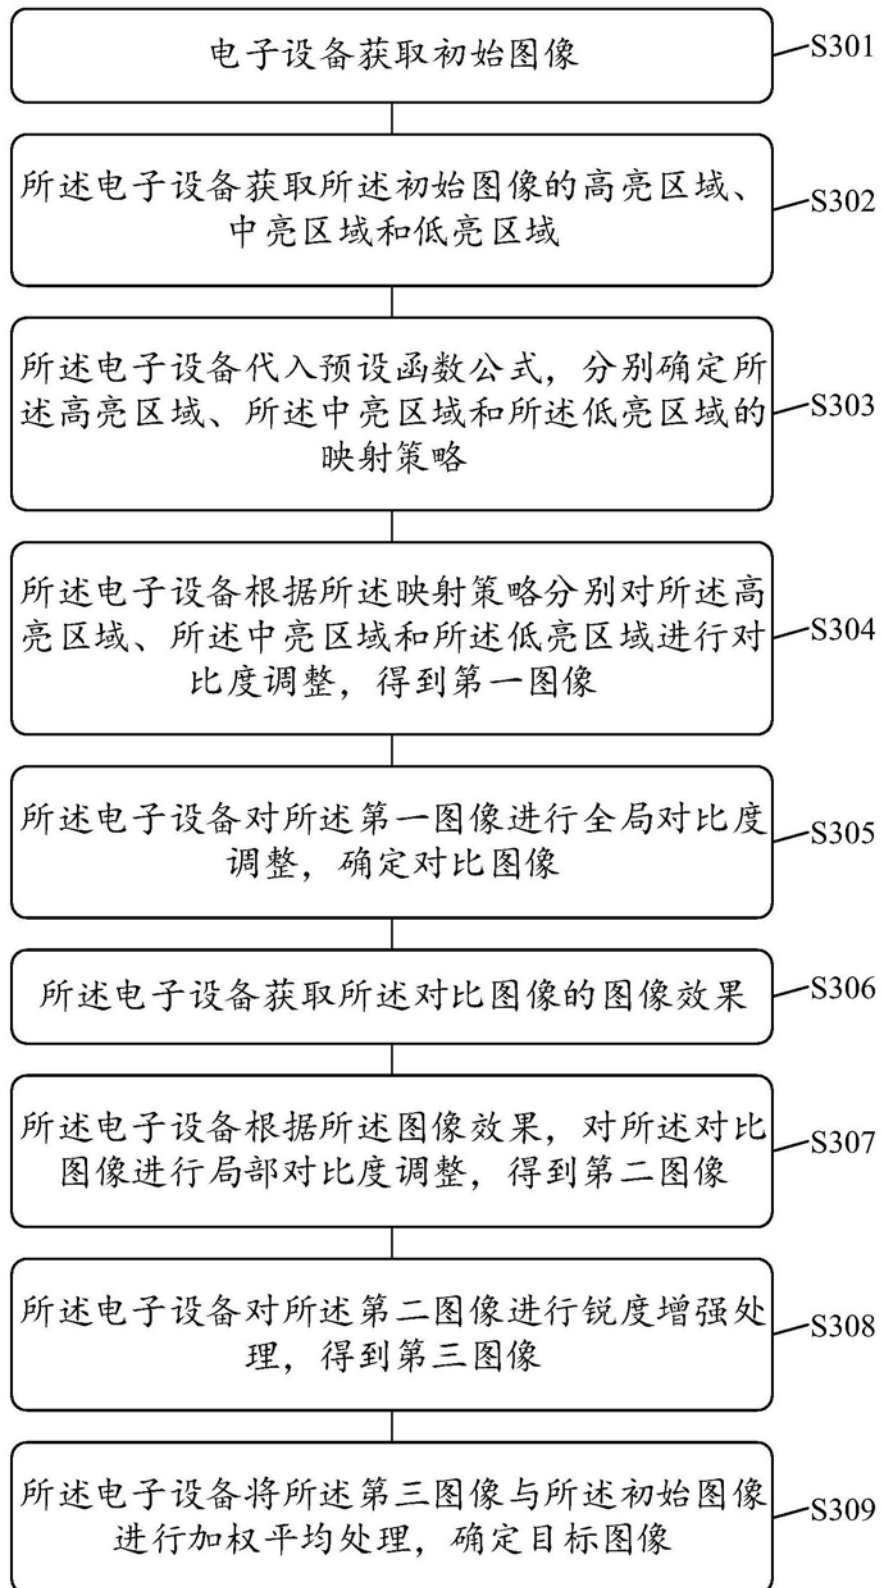 电子设备获取初始图像
S301
所述电子设备获取所述初始图像的高亮区域、
中亮区域和低亮区域
S302
所述电子设备代入预设函数公式，分别确定所
述高亮区域、所述中亮区域和所述低亮区域的
映射策略
S303
所述电子设备根据所述映射策略分别对所述高
亮区域、所述中亮区域和所述低亮区域进行对
比度调整，得到第一图像
S304
所述电子设备对所述第一图像进行全局对比度
调整，确定对比图像
S305
所述电子设备获取所述对比图像的图像效果
S306
所述电子设备根据所述图像效果，对所述对比
图像进行局部对比度调整，得到第二图像
S307
所述电子设备对所述第二图像进行锐度增强处
理，得到第三图像
S308
所述电子设备将所述第三图像与所述初始图像
进行加权平均处理，确定目标图像
S309